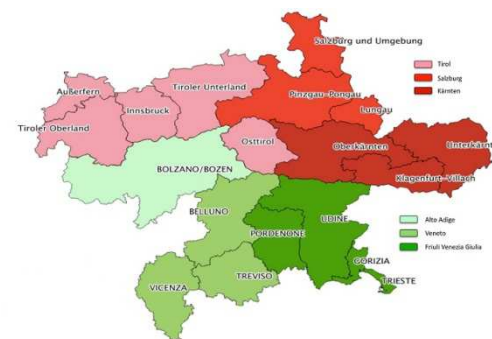 Salzburg und Umgebung
Tirol
Salzburg
Kärnten
Außerfern
Tiroler Unterland
Pinzgau-Pongau
Innsbruck
Lungau
Tiroler Oberland
Osttirol
Oberkärnten
Unterkärnt
BOLZANO/BOZEN
Klagenfurt-Villach
BELLUNO
UDINE
Alto Adige
PORDENONE
Veneto
Friuli Venezia Giulia
GORIZIA
TREVISO
TRIESTE
VICENZA